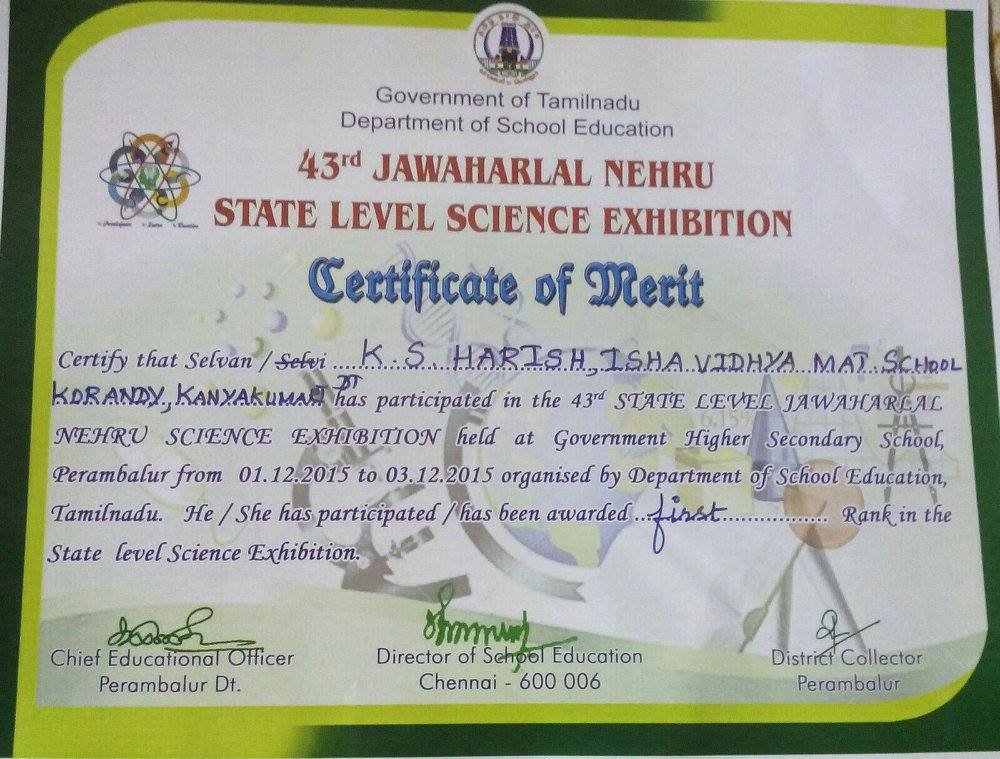 Government of Tamilnadu
Department of School Education
43rd JAWAHARLAL NEHRU
STATE LEVEL SCIENCE EXHIBITION
Certificate of Merit
Certify that Selvan / Selvi ....K.S. HARISH, ISHA VIDHYA MAT. SCHOOL
KORANDY, KANYAKUMARI DT has participated in the 43rd STATE LEVEL JAWAHARLAL
NEHRU SCIENCE EXHIBITION held at Government Higher Secondary School,
Perambalur from 01.12.2015 to 03.12.2015 organised by Department of School Education,
Tamilnadu. He / She has participated / has been awarded ...first.................. Rank in the
State level Science Exhibition.
Chief Educational Officer
Perambalur Dt.
Director of School Education
Chennai - 600 006
District Collector
Perambalur